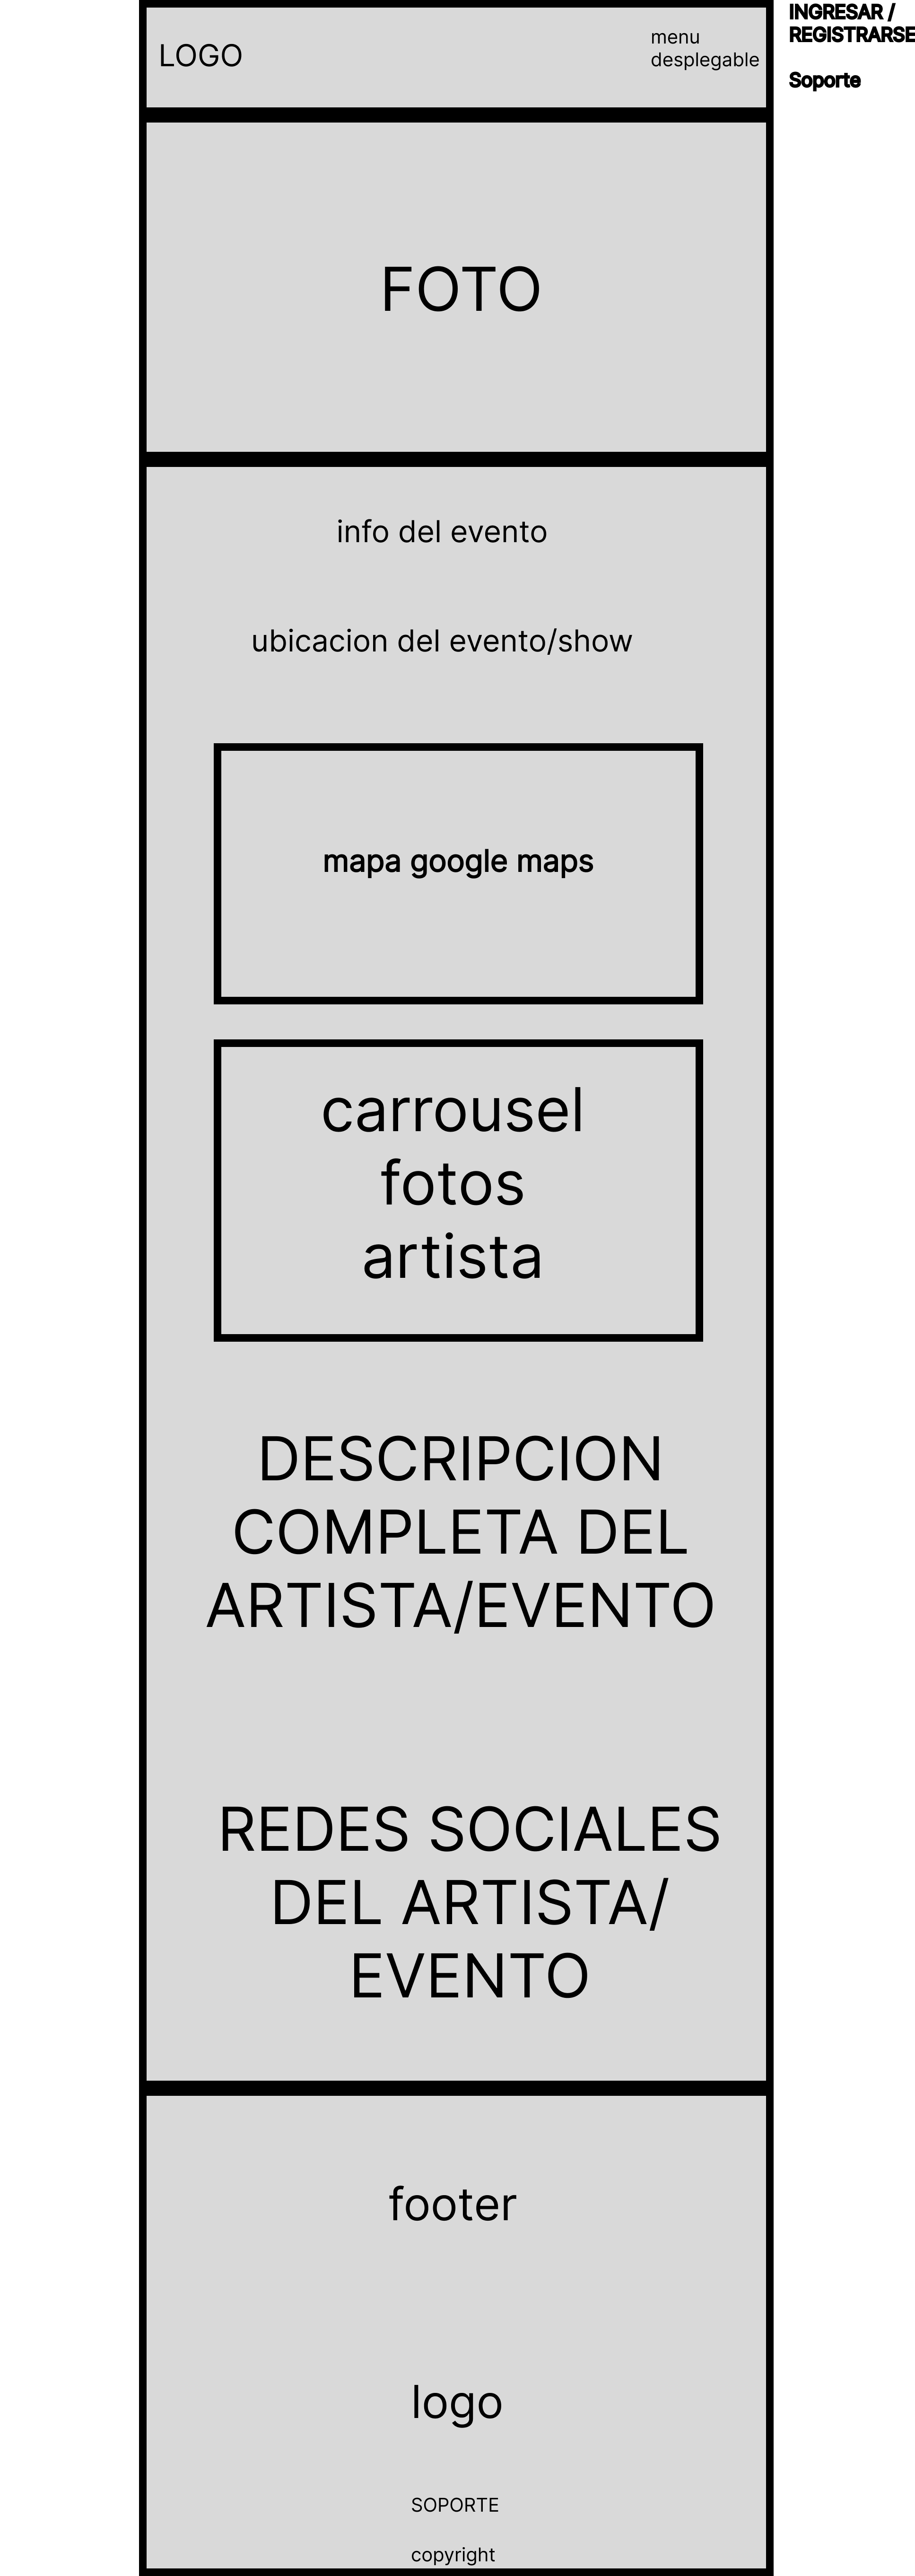 LOGO
menu
desplegable
INGRESAR /
REGISTRARSE
Soporte
FOTO
info del evento
ubicacion del evento/show
mapa google maps
carrousel
fotos
artista
DESCRIPCION
COMPLETA DEL
ARTISTA/EVENTO
REDES SOCIALES
DEL ARTISTA/
EVENTO
footer
logo
SOPORTE
copyright